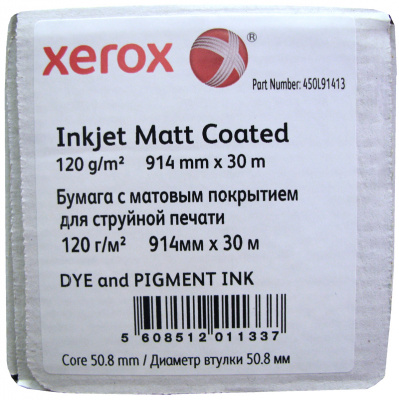 xerox ®
Part Number: 450L91413
Inkjet Matt Coated
120 g/m² 914 mm x 30 m
Бумага с матовым покрытием
для струйной печати
120 г/м² 914мм x 30 м
DYE and PIGMENT INK
5 608512 011337
Core 50.8 mm / Диаметр втулки 50.8 мм